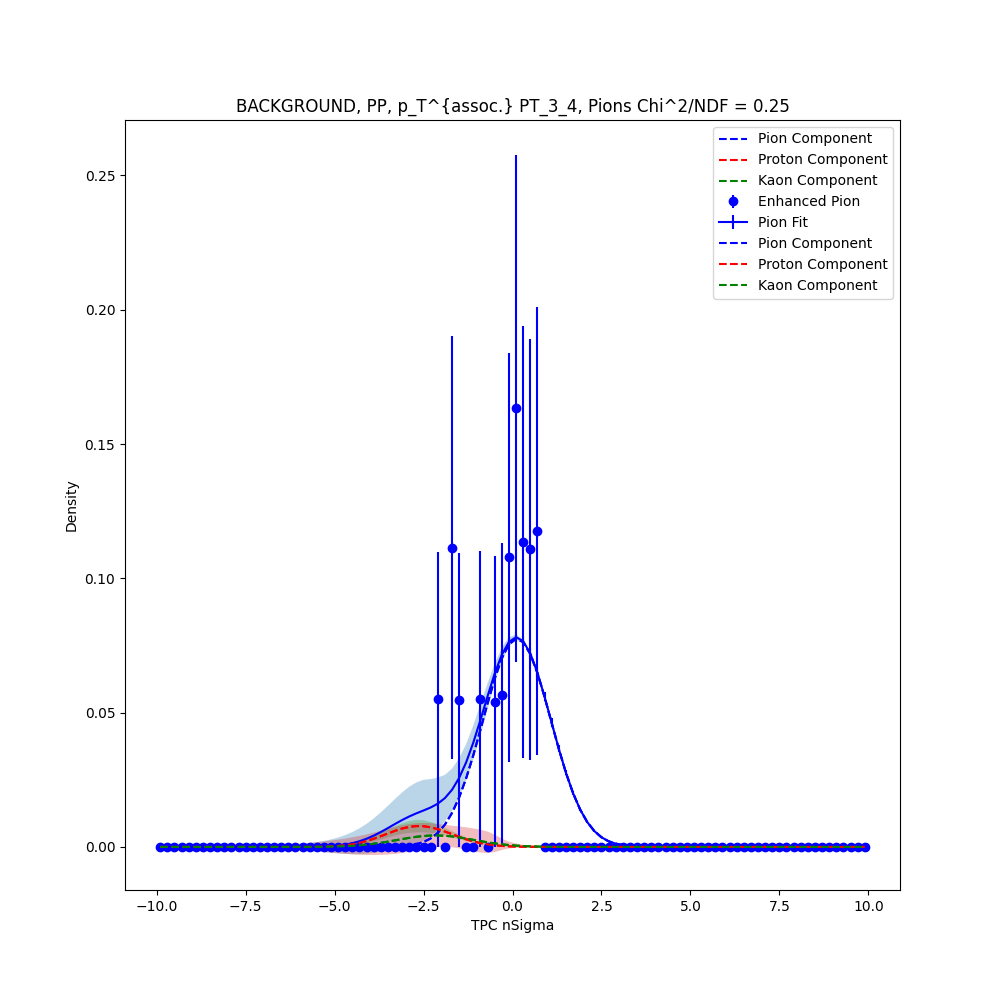 BACKGROUND, PP, p_T^{assoc.} PT_3_4, Pions Chi^2/NDF = 0.25
Pion Component
Proton Component
Kaon Component
Enhanced Pion
Pion Fit
Pion Component
Proton Component
Kaon Component
0.25
0.20
0.15
0.10
0.05
0.00
Density
−10.0 −7.5 −5.0 −2.5 0.0 2.5 5.0 7.5 10.0
TPC nSigma